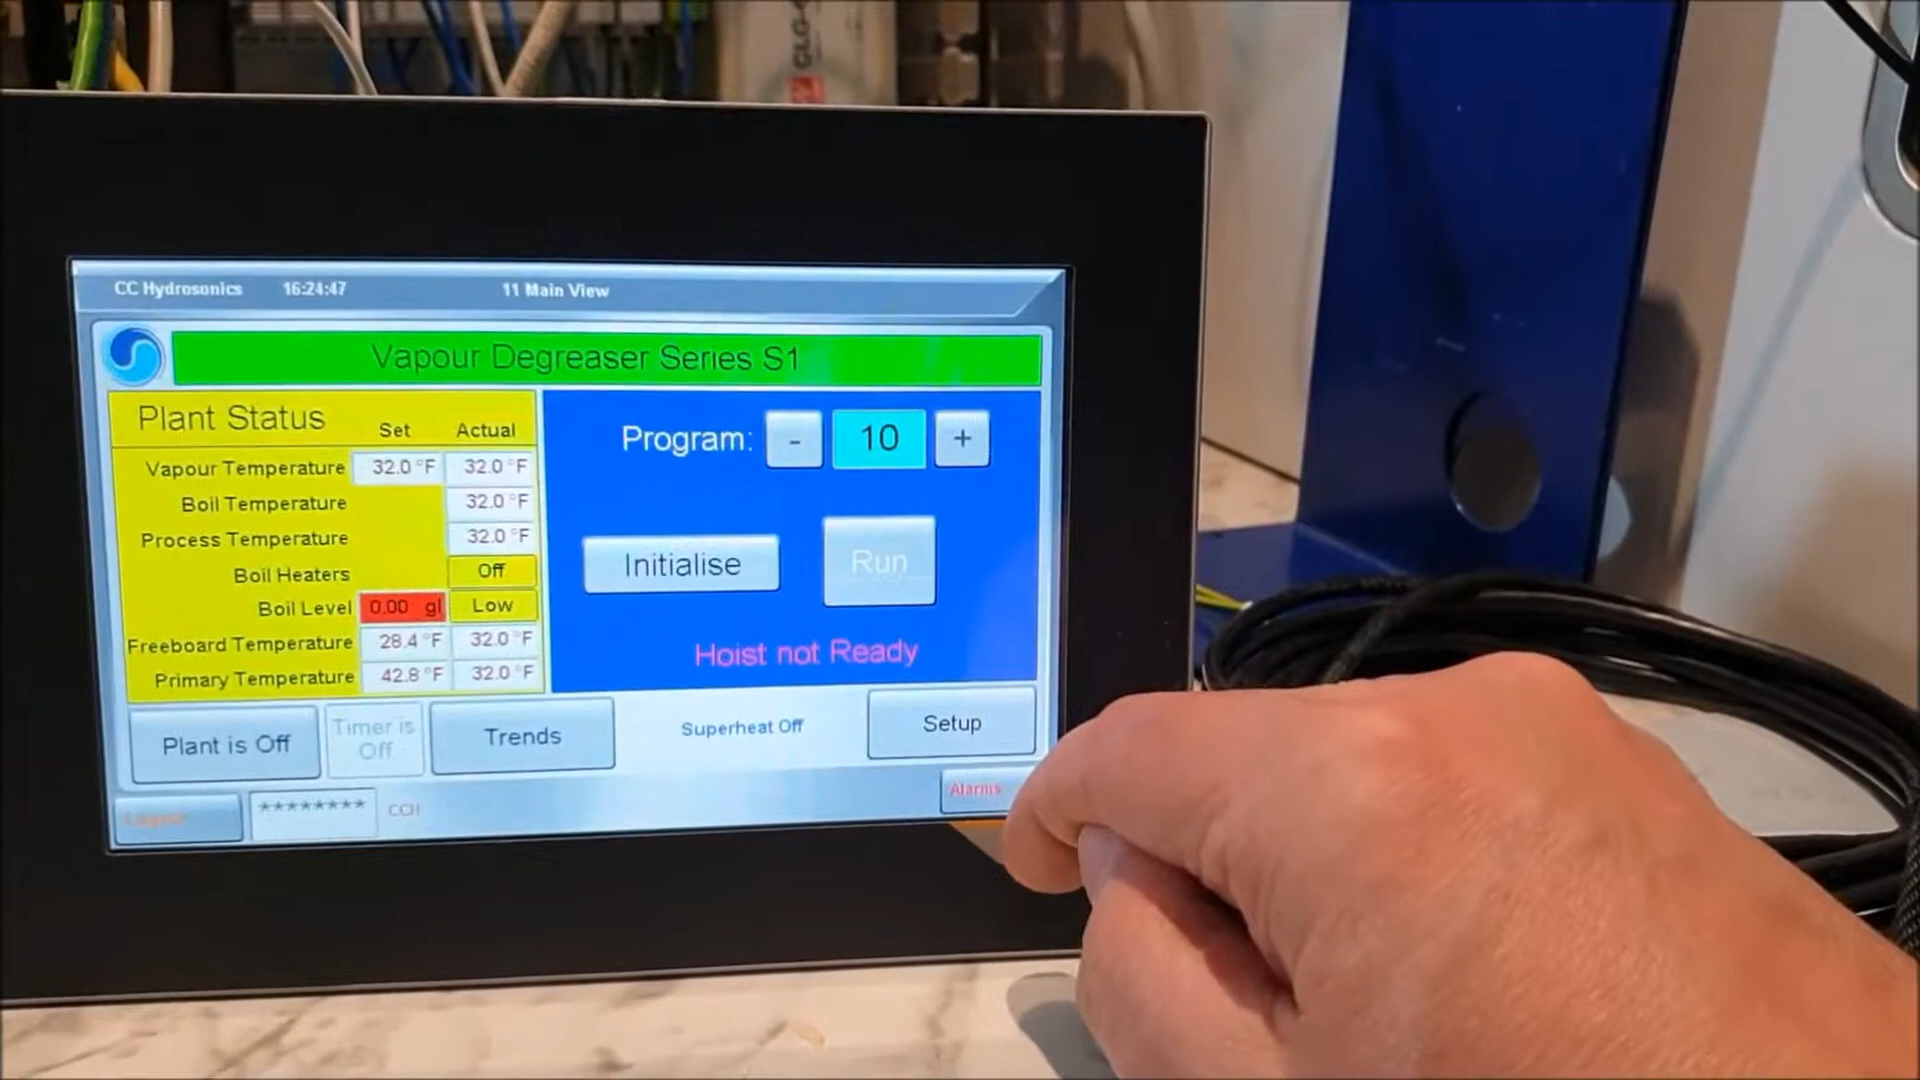 CC Hydrosonics 16:24:47 11 Main View
Vapour Degreaser Series S1
Plant Status Set Actual
Vapour Temperature 32.0 °F 32.0 °F
Boil Temperature 32.0 °F
Process Temperature 32.0 °F
Boil Heaters Off
Boil Level 0.00 gl Low
Freeboard Temperature 28.4 °F 32.0 °F
Primary Temperature 42.8 °F 32.0 °F
Program: - 10 +
Initialise Run
Hoist not Ready
Plant is Off
Timer is
Off
Trends
Superheat Off
Setup
Logout ******** CCH Alarms